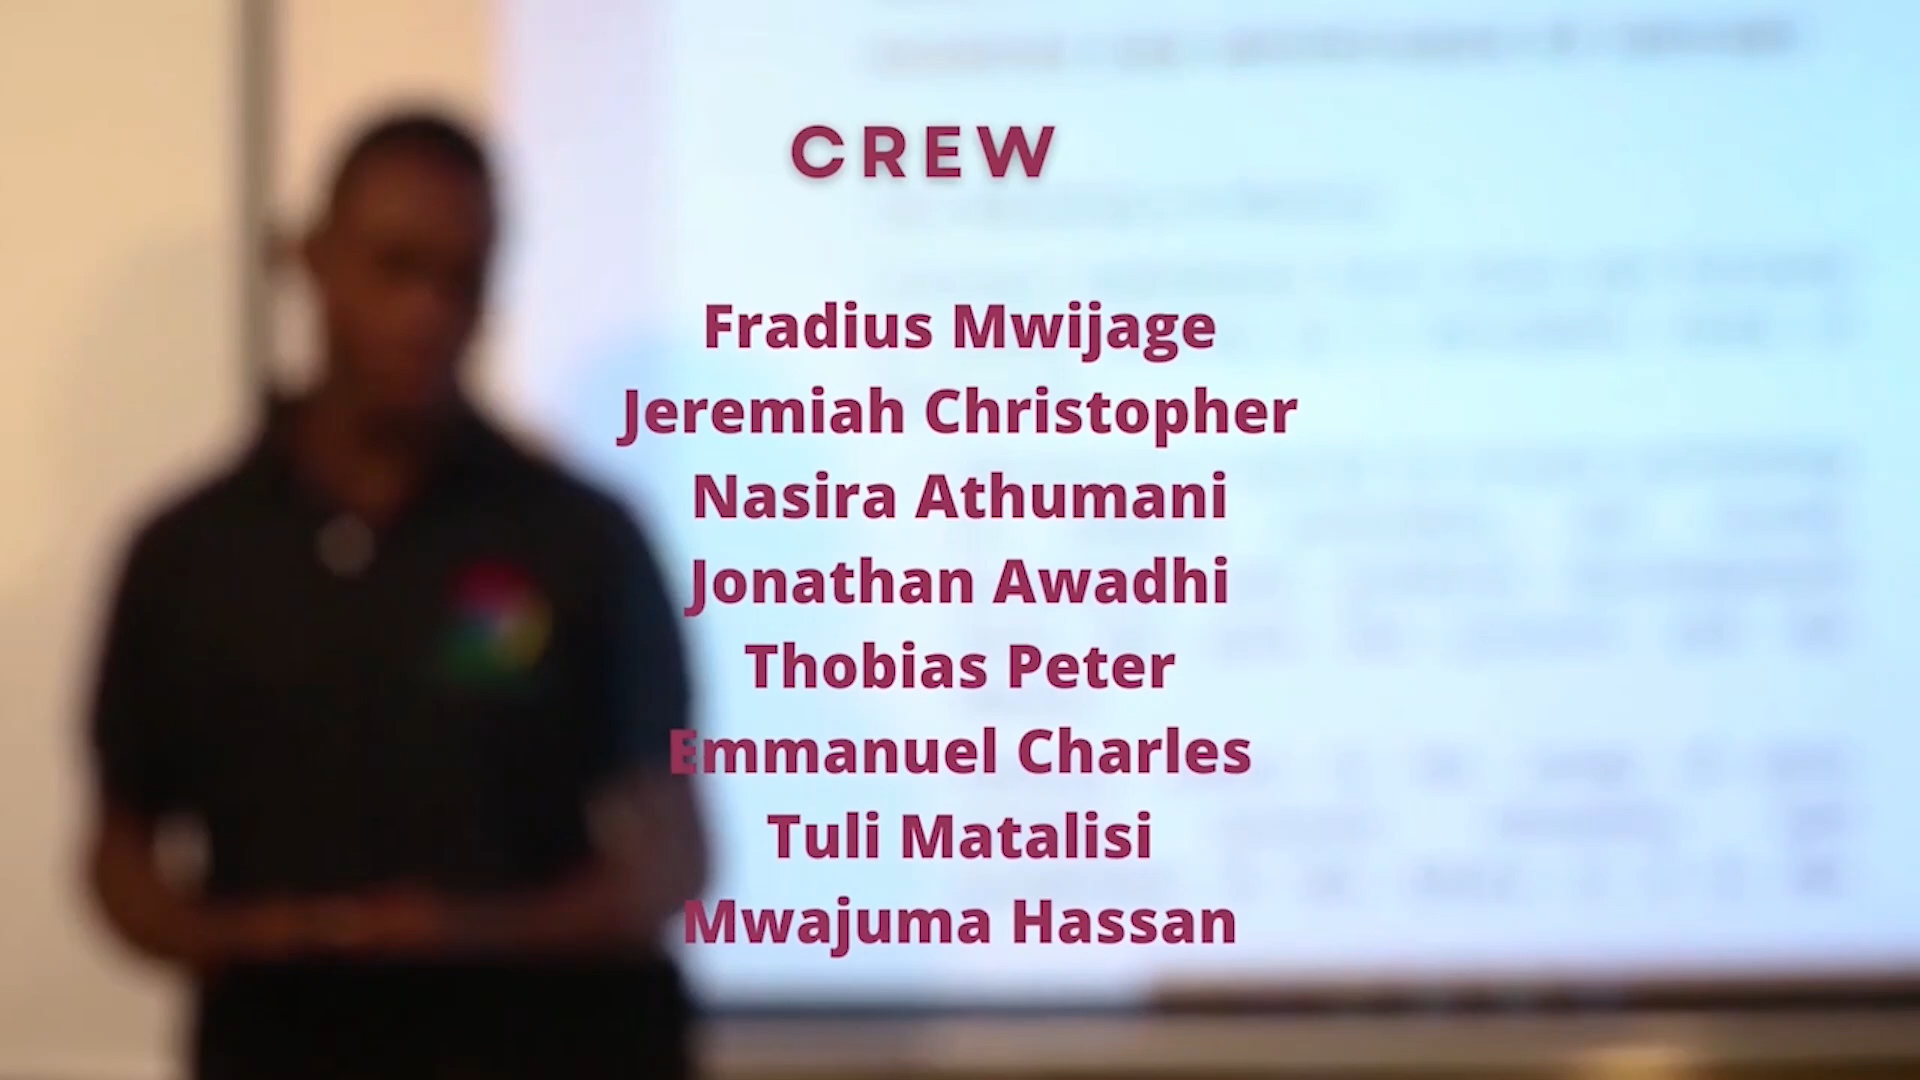 CREW
Fradius Mwijage
Jeremiah Christopher
Nasira Athumani
Jonathan Awadhi
Thobias Peter
Emmanuel Charles
Tuli Matalisi
Mwajuma Hassan